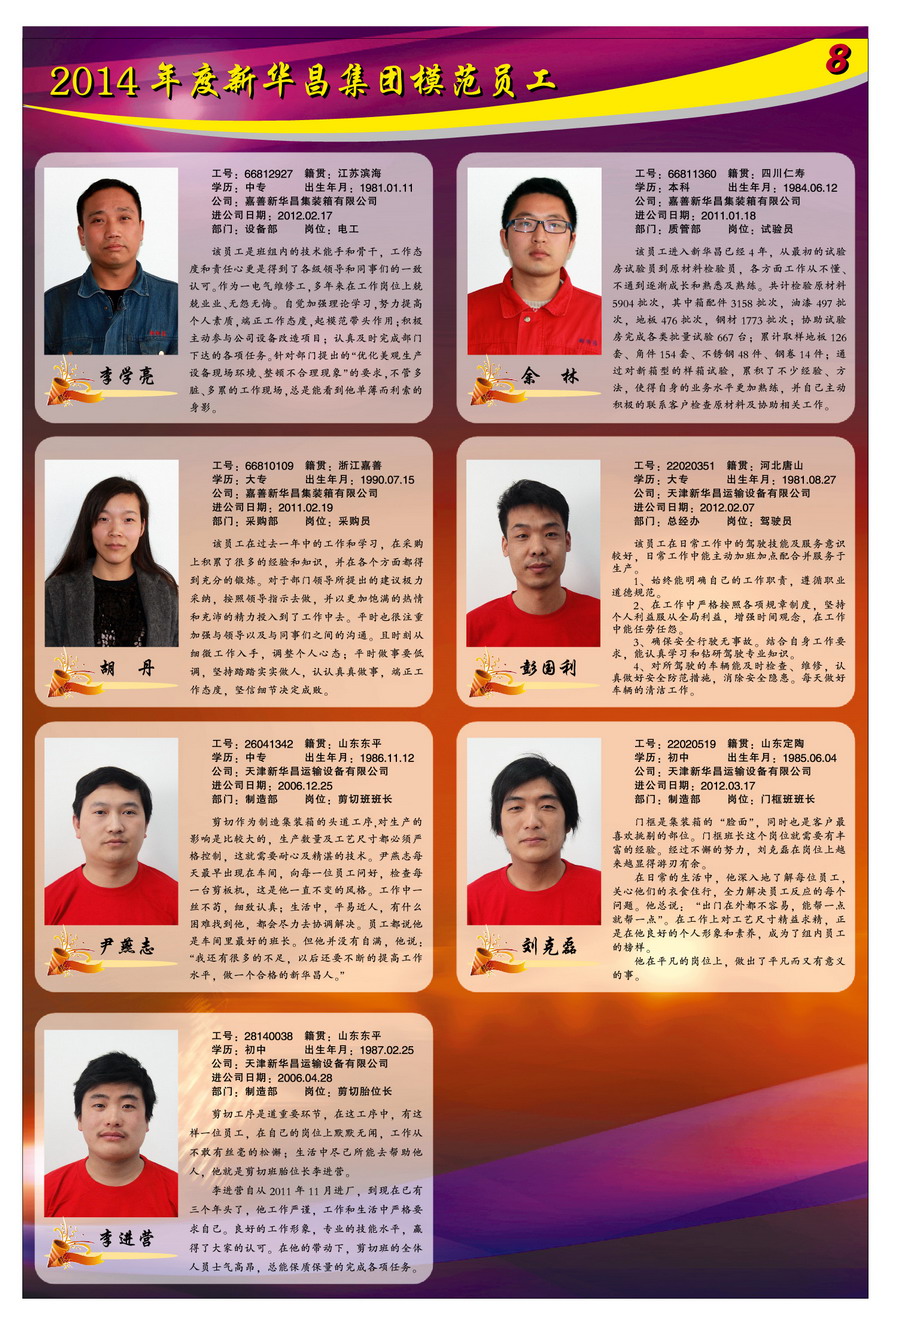 8
2014 年度新华昌集团模范员工
工号：66812927 籍贯：江苏滨海
学历：中专 出生年月：1981.01.11
公司：嘉善新华昌集装箱有限公司
进公司日期：2012.02.17
部门：设备部 岗位：电工
该员工是班组内的技术能手和骨干，工作态
度和责任心更是得到了各级领导和同事们的一致
认可。作为一电气维修工，多年来在工作岗位上兢
兢业业、无怨无悔。自觉加强理论学习，努力提高
个人素质，端正工作态度，起模范带头作用；积极
主动参与公司设备改造项目；认真及时完成部门
下达的各项任务。针对部门提出的“优化美观生产
设备现场环境、整顿不合理现象”的要求，不管多
脏、多累的工作现场，总是能看到他单薄而利索的
身影。
李学亮
工号：66811360 籍贯：四川仁寿
学历：本科 出生年月：1984.06.12
公司：嘉善新华昌集装箱有限公司
进公司日期：2011.01.18
部门：质管部 岗位：试验员
该员工进入新华昌已经 4 年，从最初的试验
房试验员到原材料检验员，各方面工作从不懂、
不通到逐渐成长和熟悉及熟练。共计检验原材料
5904 批次，其中箱配件 3158 批次，油漆 497 批
次，地板 476 批次，钢材 1773 批次；协助试验
房完成各类批量试验 667 台；累计取样地板 126
套、角件 154 套、不锈钢 48 件、钢卷 14 件；通
过对新箱型的样箱试验，累积了不少经验、方
法，使得自身的业务水平更加熟练，并自己主动
积极的联系客户检查原材料及协助相关工作。
余 林
工号：66810109 籍贯：浙江嘉善
学历：大专 出生年月：1990.07.15
公司：嘉善新华昌集装箱有限公司
进公司日期：2011.02.19
部门：采购部 岗位：采购员
该员工在过去一年中的工作和学习，在采购
上积累了很多的经验和知识，并在各个方面都得
到充分的锻炼。对于部门领导所提出的建议极力
采纳，按照领导指示去做，并以更加饱满的热情
和充沛的精力投入到了工作中去。平时也很注重
加强与领导以及与同事们之间的沟通。且时刻从
细微工作入手，调整个人心态；平时做事要低
调，坚持踏踏实实做人，认认真真做事，端正工
作态度，坚信细节决定成败。
胡 丹
工号：22020351 籍贯：河北唐山
学历：大专 出生年月：1981.08.27
公司：天津新华昌运输设备有限公司
进公司日期：2012.02.07
部门：总经办 岗位：驾驶员
该员工在日常工作中的驾驶技能及服务意识
较好，日常工作中能主动加班加点配合并服务于
生产。
1、始终能明确自己的工作职责，遵循职业
道德规范。
2、在工作中严格按照各项规章制度，坚持
个人利益服从全局利益，增强时间观念，在工作
中能任劳任怨。
3、确保安全行驶无事故。结合自身工作要
求，能认真学习和钻研驾驶专业知识。
4、对所驾驶的车辆能及时检查、维修，认
真做好安全防范措施，消除安全隐患。每天做好
车辆的清洁工作。
彭国利
工号：26041342 籍贯：山东东平
学历：中专 出生年月：1986.11.12
公司：天津新华昌运输设备有限公司
进公司日期：2006.12.25
部门：制造部 岗位：剪切班班长
剪切作为制造集装箱的头道工序，对生产的
影响是比较大的，生产数量及工艺尺寸都必须严
格控制，这就需要耐心及精湛的技术。尹燕志每
天最早出现在车间，向每一位员工问好，检查每
一台剪板机，这是他一直不变的风格。工作中一
丝不苟，细致认真；生活中，平易近人，有什么
困难找到他，都会尽力去协调解决。员工都说他
是车间里最好的班长。但他并没有自满，他说：
“我还有很多的不足，以后还要不断的提高工作
水平，做一个合格的新华昌人。”
尹燕志
工号：22020519 籍贯：山东定陶
学历：初中 出生年月：1985.06.04
公司：天津新华昌运输设备有限公司
进公司日期：2012.03.17
部门：制造部 岗位：门框班班长
门框是集装箱的“脸面”，同时也是客户最
喜欢挑剔的部位。门框班长这个岗位就需要有丰
富的经验。经过不懈的努力，刘克磊在岗位上越
来越显得游刃有余。
在日常的生活中，他深入地了解每位员工，
关心他们的衣食住行，全力解决员工反应的每个
问题。他总说：“出门在外都不容易，能帮一点
就帮一点”。在工作上对工艺尺寸精益求精，正
是在他良好的个人形象和素养，成为了组内员工
的榜样。
他在平凡的岗位上，做出了平凡而又有意义
的事。
刘克磊
工号：28140038 籍贯：山东东平
学历：初中 出生年月：1987.02.25
公司：天津新华昌运输设备有限公司
进公司日期：2006.04.28
部门：制造部 岗位：剪切胎位长
剪切工序是道重要环节，在这工序中，有这
样一位员工，在自己的岗位上默默无闻，工作从
不敢有丝毫的松懈；生活中尽己所能去帮助他
人，他就是剪切班胎位长李进营。
李进营自从 2011 年 11 月进厂，到现在已有
三个年头了，他工作严谨，工作和生活中严格要
求自己。良好的工作形象，专业的技能水平，赢
得了大家的认可。在他的带动下，剪切班的全体
人员士气高昂，总能保质保量的完成各项任务。
李进营